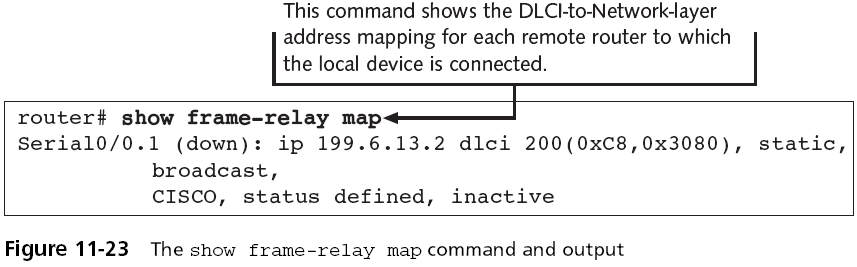 This command shows the DLCI-to-Network-layer
address mapping for each remote router to which
the local device is connected.
router# show frame-relay map
Serial0/0.1 (down): ip 199.6.13.2 dlci 200(0xC8,0x3080), static,
broadcast,
CISCO, status defined, inactive
Figure 11-23 The show frame-relay map command and output